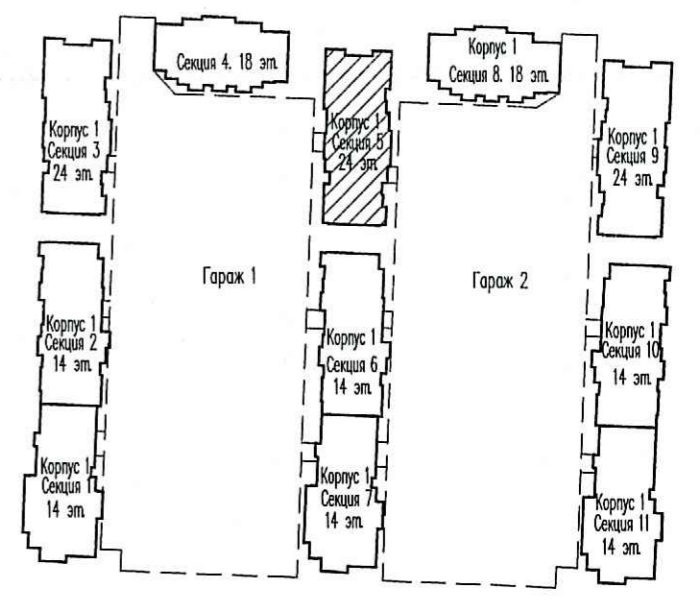 Секция 4. 18 эт.
Корпус 1
Секция 8. 18 эт.
Корпус 1
Секция 3
24 эт.
Корпус 1
Секция 5
24 эт.
Корпус 1
Секция 9
24 эт.
Гараж 1
Гараж 2
Корпус 1
Секция 2
14 эт.
Корпус 1
Секция 6
14 эт.
Корпус 1
Секция 10
14 эт.
Корпус 1
Секция 1
14 эт.
Корпус 1
Секция 7
14 эт.
Корпус 1
Секция 11
14 эт.